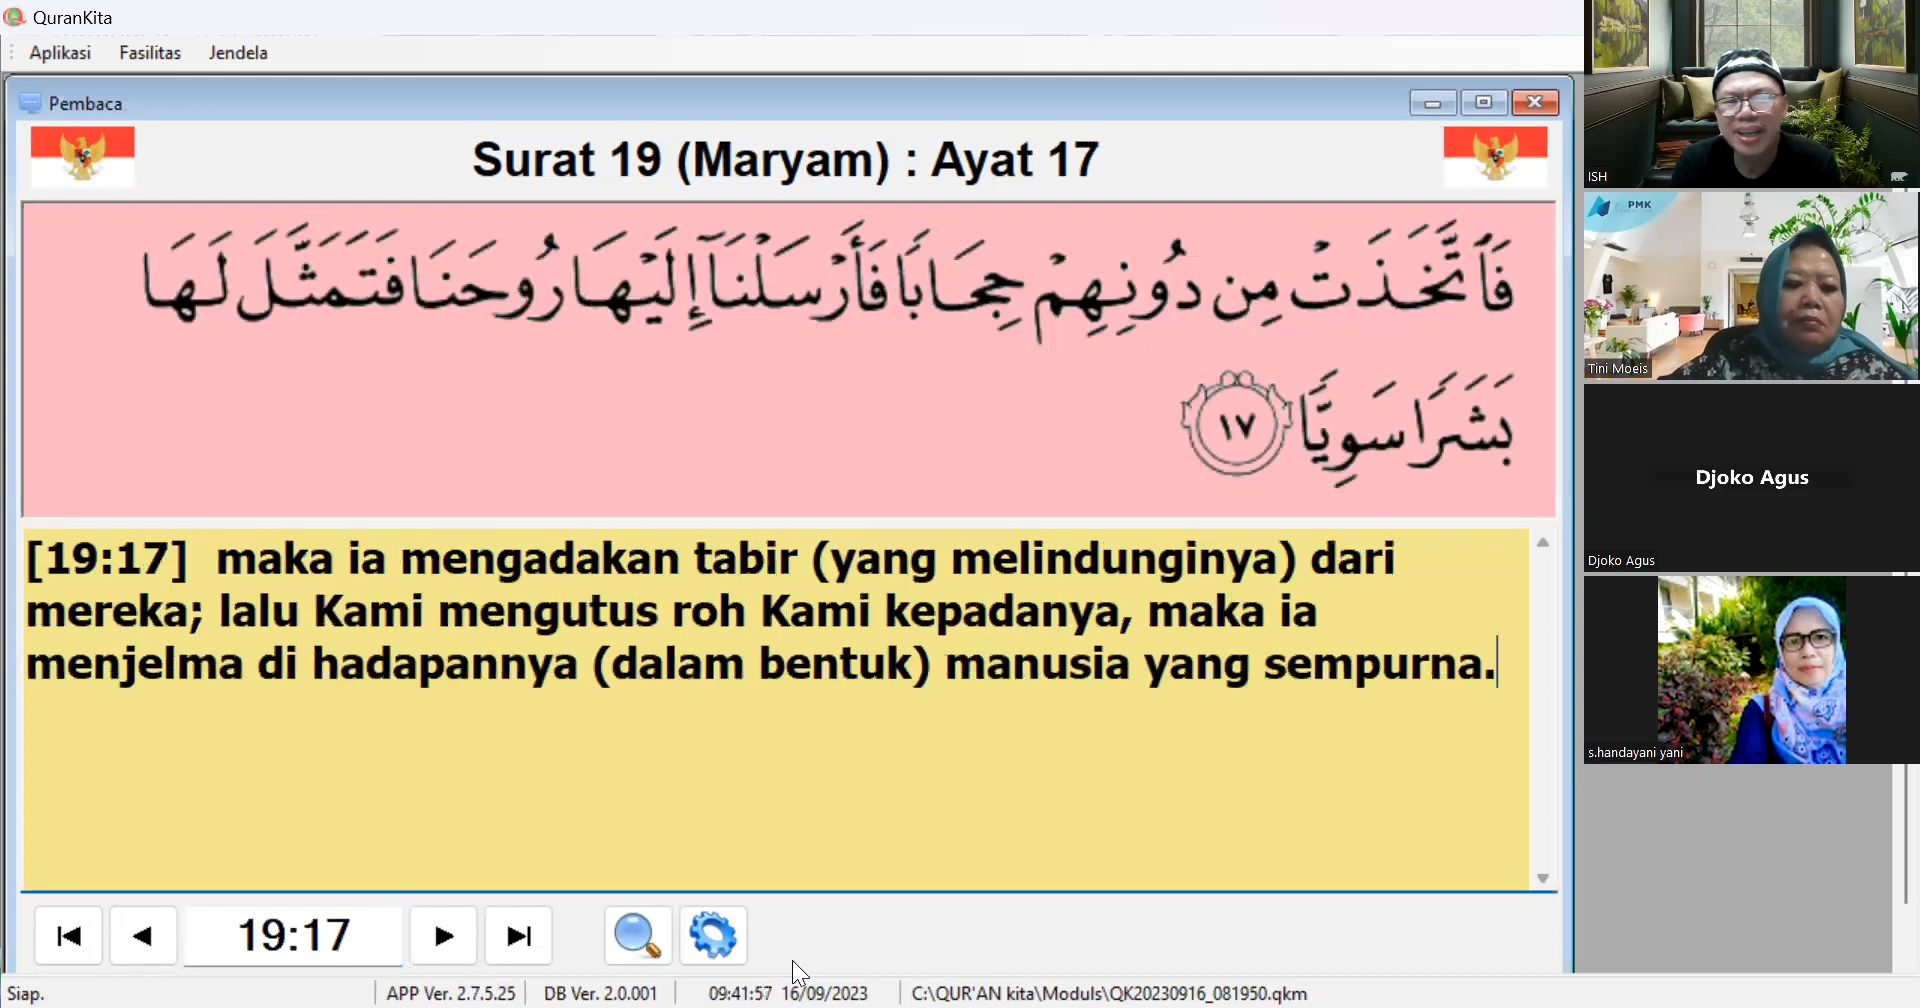 QuranKita
Aplikasi Fasilitas Jendela
Pembaca
Surat 19 (Maryam) : Ayat 17
فَٱتَّخَذَتْ مِن دُونِهِمْ حِجَابًا فَأَرْسَلْنَآ إِلَيْهَا رُوحَنَا فَتَمَثَّلَ لَهَا
بَشَرًا سَوِيًّا ١٧
[19:17] maka ia mengadakan tabir (yang melindunginya) dari
mereka; lalu Kami mengutus roh Kami kepadanya, maka ia
menjelma di hadapannya (dalam bentuk) manusia yang sempurna.
19:17
Siap. APP Ver. 2.7.5.25 DB Ver. 2.0.001 09:41:57 16/09/2023 C:\QUR'AN kita\Moduls\QK20230916_081950.qkm
ISH
PMK
Tini Moeis
Djoko Agus
Djoko Agus
s.handayani yani